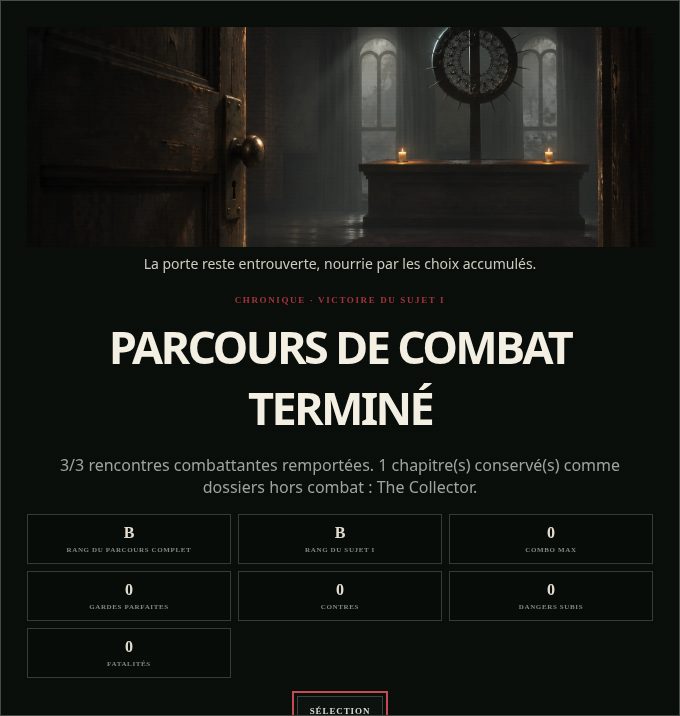 La porte reste entrouverte, nourrie par les choix accumulés.
CHRONIQUE - VICTOIRE DU SUJET I
PARCOURS DE COMBAT
TERMINÉ
3/3 rencontres combattantes remportées. 1 chapitre(s) conservé(s) comme
dossiers hors combat : The Collector.
B
RANG DU PARCOURS COMPLET
B
RANG DU SUJET I
0
COMBO MAX
0
GARDES PARFAITES
0
CONTRES
0
DANGERS SUBIS
0
FATALITÉS
SÉLECTION